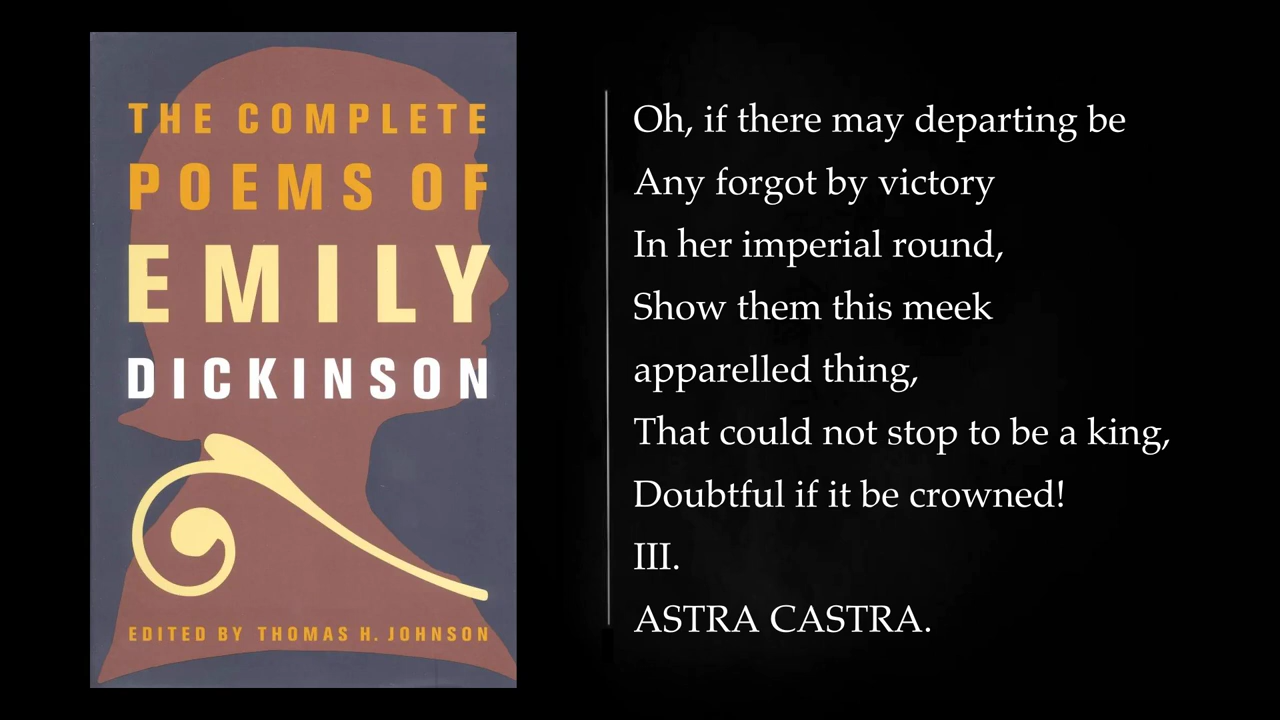 THE COMPLETE
POEMS OF
EMILY
DICKINSON
EDITED BY THOMAS H. JOHNSON
Oh, if there may departing be
Any forgot by victory
In her imperial round,
Show them this meek
apparelled thing,
That could not stop to be a king,
Doubtful if it be crowned!
III.
ASTRA CASTRA.